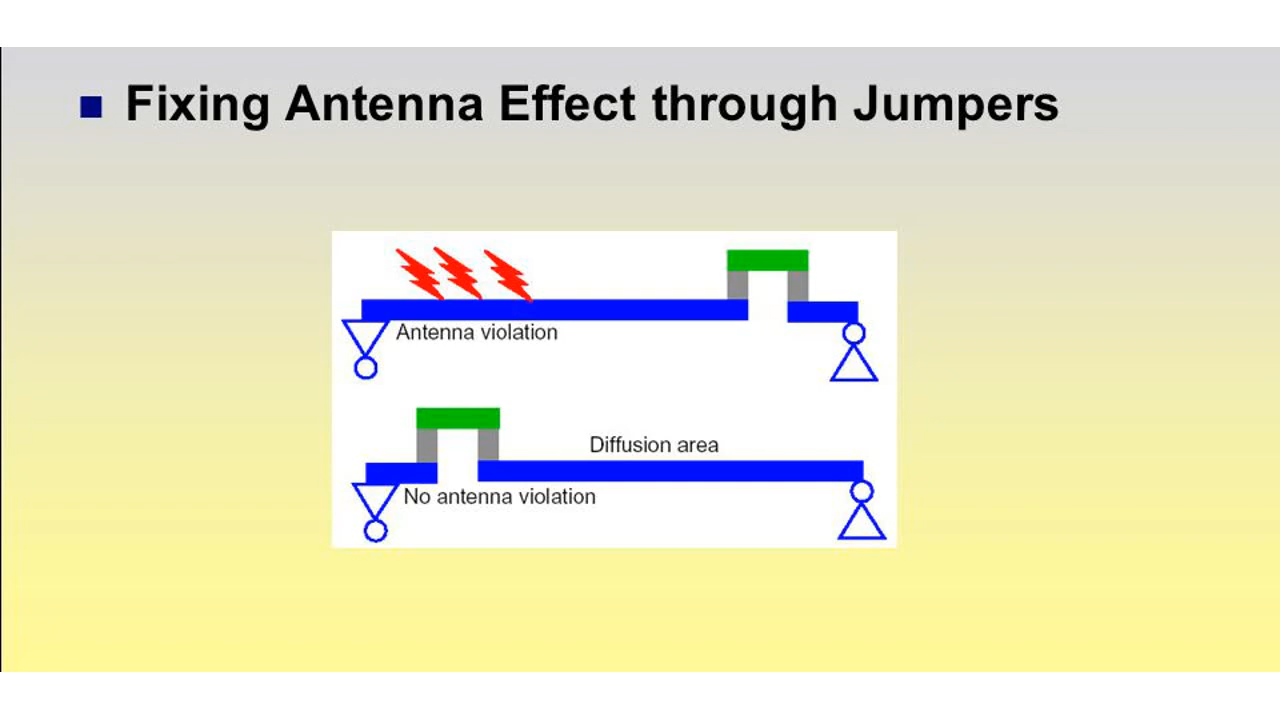 Fixing Antenna Effect through Jumpers
Antenna violation
Diffusion area
No antenna violation